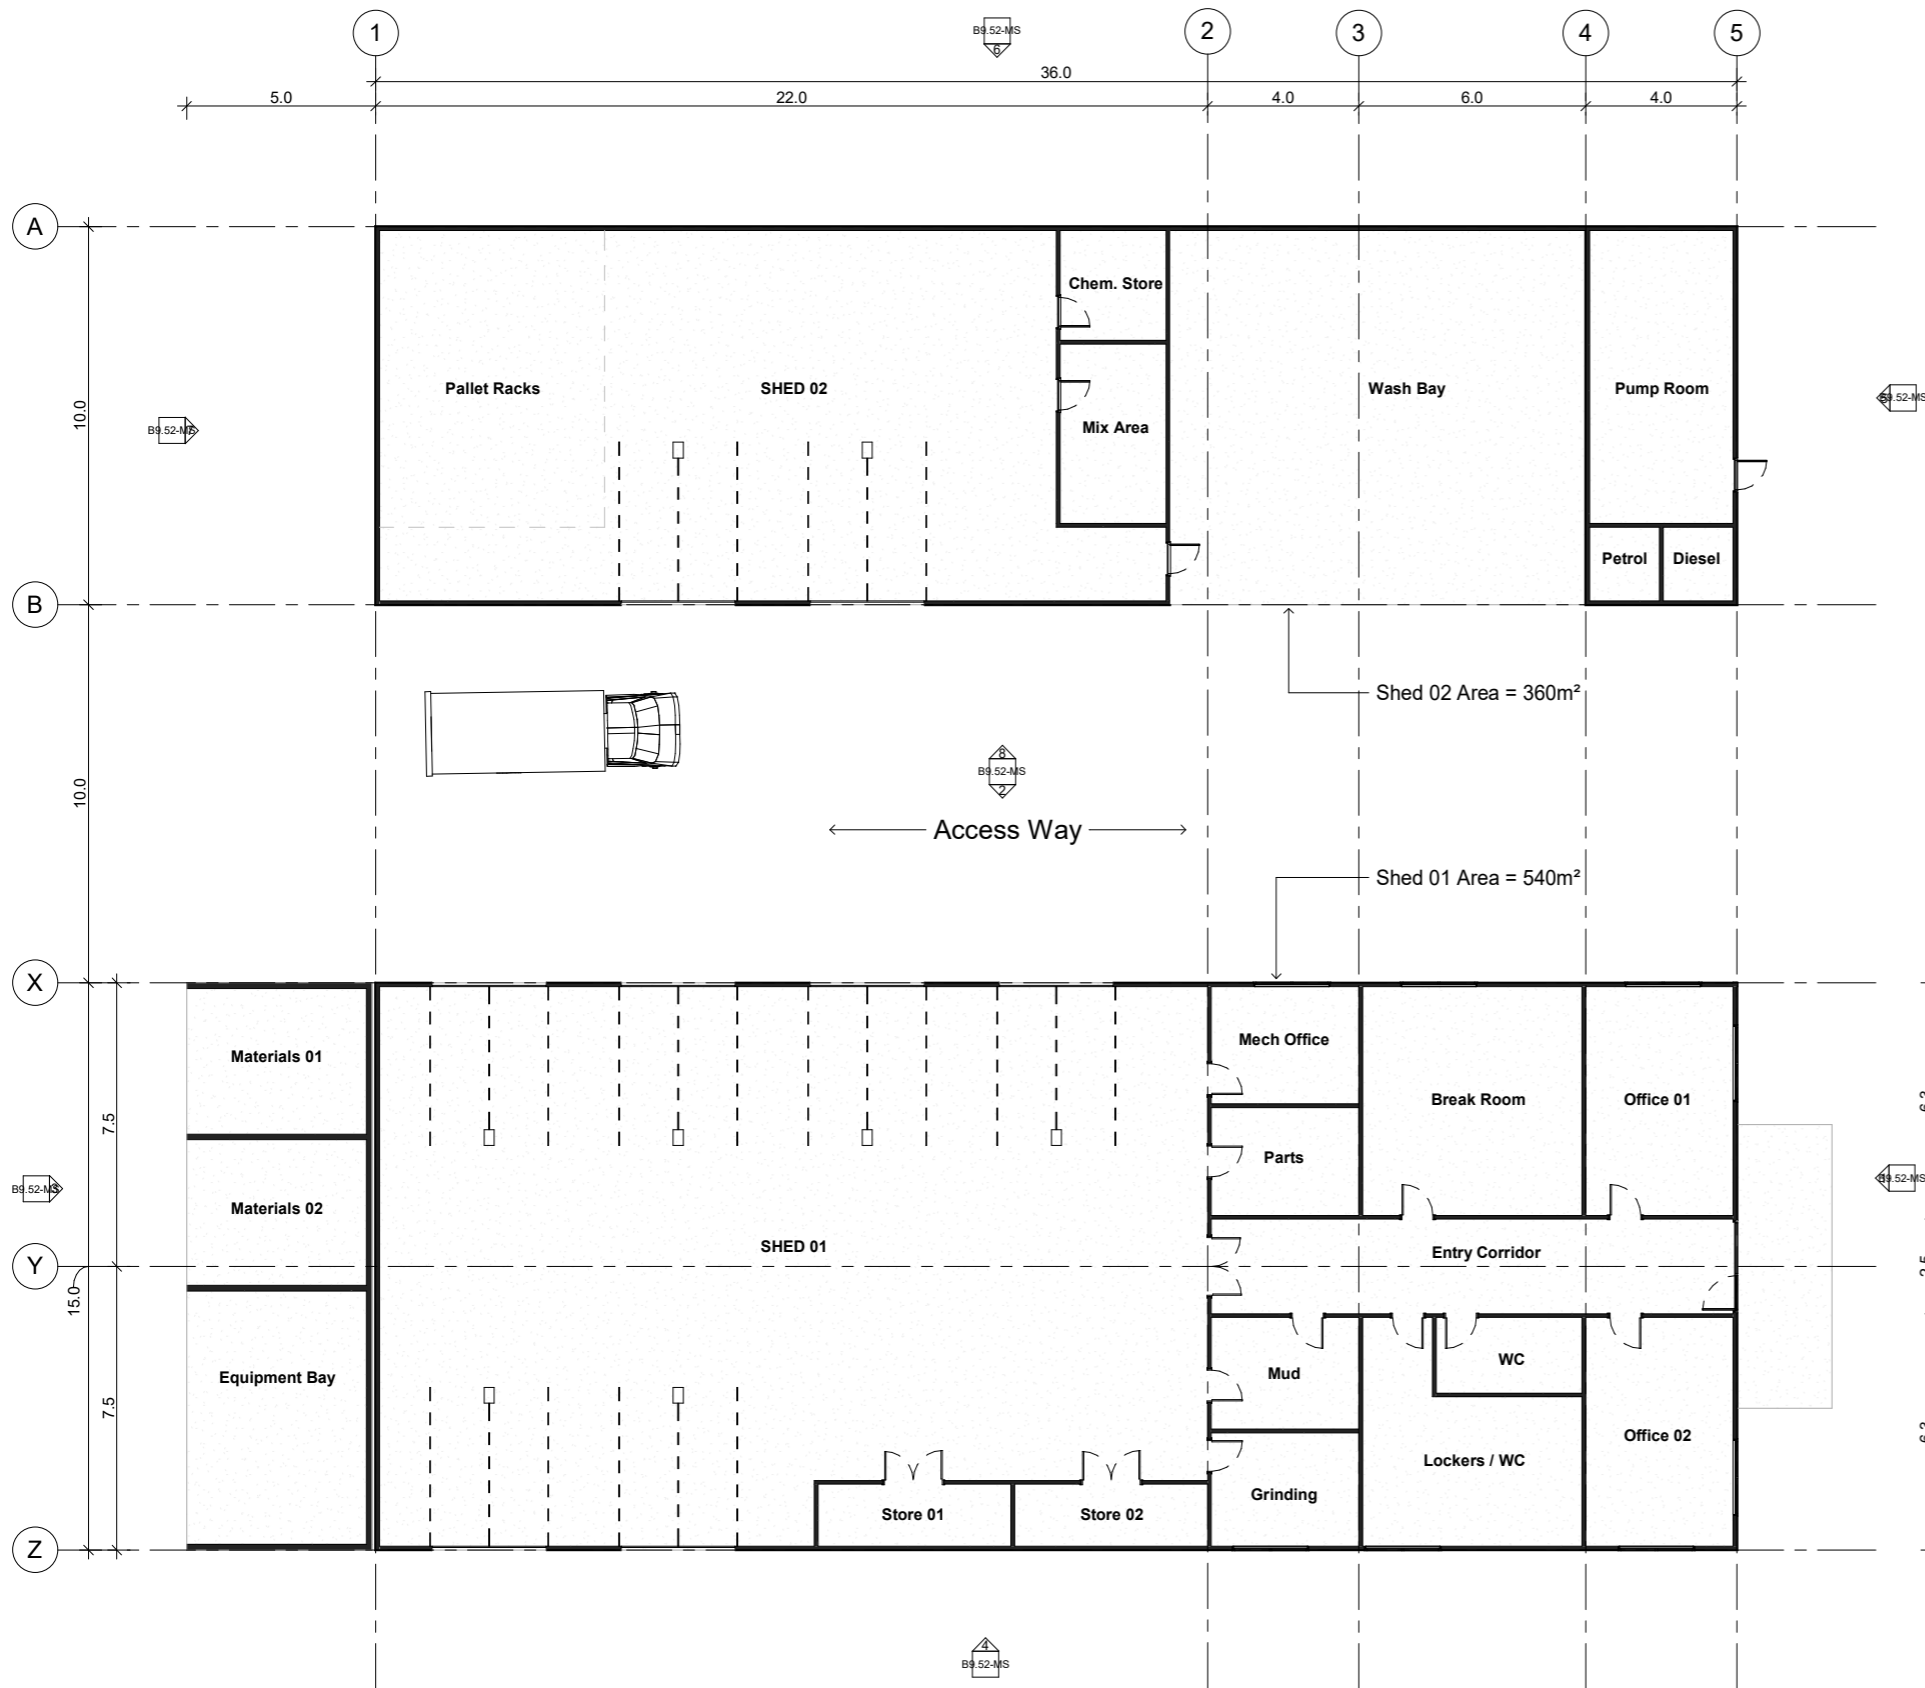 1
2
3
4
5
B9.52-MS
6
36.0
5.0
22.0
4.0
6.0
4.0
A
Chem. Store
Pallet Racks
SHED 02
Wash Bay
Pump Room
10.0
B9.52-MS
B9.52-MS
Mix Area
Petrol
Diesel
B
Shed 02 Area = 360m²
10.0
8
B9.52-MS
2
Access Way
Shed 01 Area = 540m²
X
Mech Office
Materials 01
Break Room
Office 01
7.5
Parts
B9.52-MS
B9.52-MS
Materials 02
SHED 01
Entry Corridor
Y
15.0
WC
Equipment Bay
Mud
7.5
Office 02
Lockers / WC
Grinding
Store 01
Store 02
Z
4
B9.52-MS